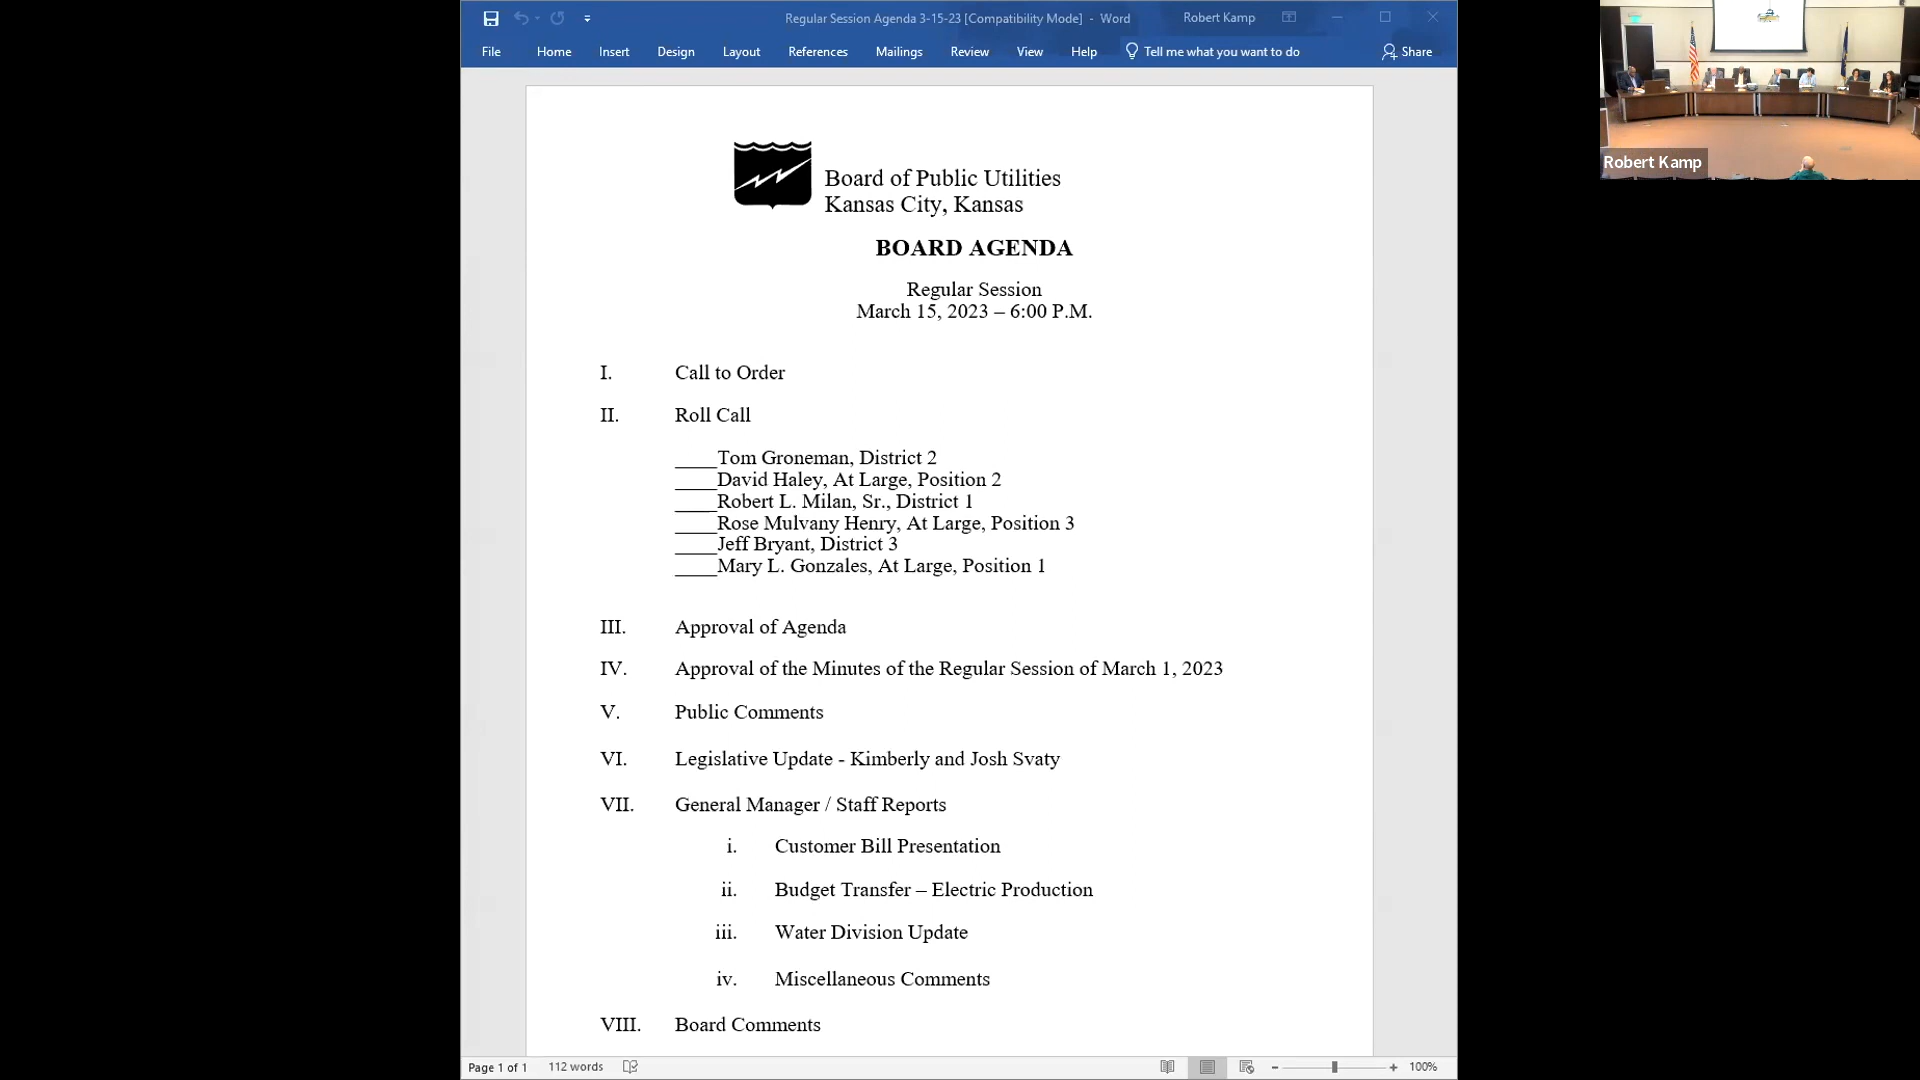 Regular Session Agenda 3-15-23 [Compatibility Mode] - Word
Robert Kamp
File Home Insert Design Layout References Mailings Review View Help Tell me what you want to do Share
Board of Public Utilities
Kansas City, Kansas
BOARD AGENDA
Regular Session
March 15, 2023 – 6:00 P.M.
I. Call to Order
II. Roll Call
____Tom Groneman, District 2
____David Haley, At Large, Position 2
____Robert L. Milan, Sr., District 1
____Rose Mulvany Henry, At Large, Position 3
____Jeff Bryant, District 3
____Mary L. Gonzales, At Large, Position 1
III. Approval of Agenda
IV. Approval of the Minutes of the Regular Session of March 1, 2023
V. Public Comments
VI. Legislative Update - Kimberly and Josh Svaty
VII. General Manager / Staff Reports
i. Customer Bill Presentation
ii. Budget Transfer – Electric Production
iii. Water Division Update
iv. Miscellaneous Comments
VIII. Board Comments
Page 1 of 1 112 words 100%
Robert Kamp